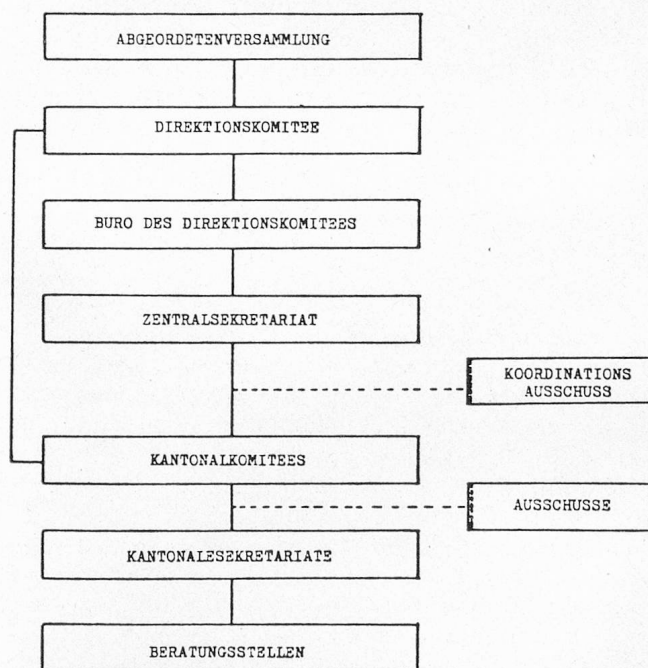 ABGEORDETENVERSAMMLUNG
DIREKTIONSKOMITEE
BURO DES DIREKTIONSKOMITEES
ZENTRALSEKRETARIAT
KOORDINATIONS
AUSSCHUSS
KANTONALKOMITEES
AUSSCHUSSE
KANTONALESEKRETARIATE
BERATUNGSSTELLEN